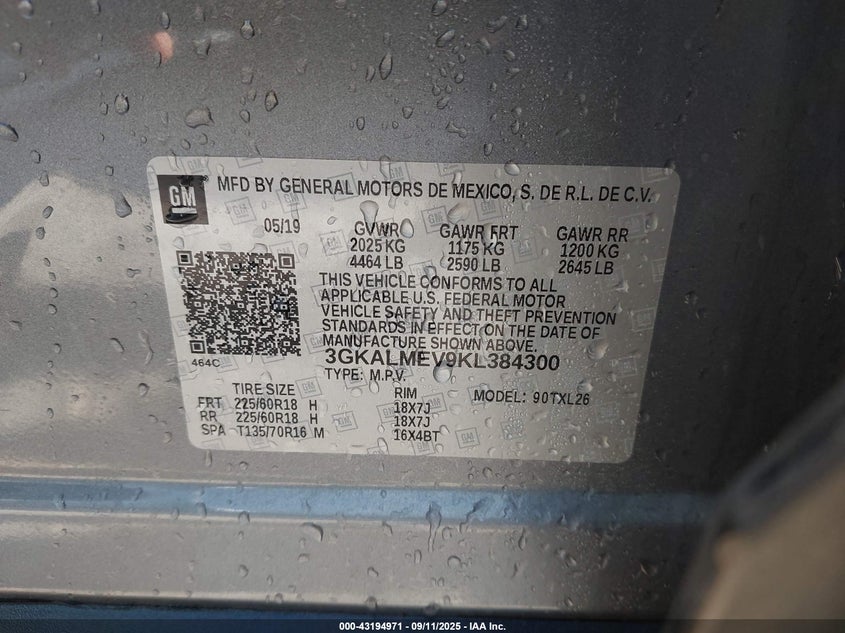 GM
MFD BY GENERAL MOTORS DE MEXICO, S. DE R.L. DE C.V.
05/19 GVWR GAWR FRT GAWR RR
2025 KG 1175 KG 1200 KG
4464 LB 2590 LB 2645 LB
THIS VEHICLE CONFORMS TO ALL
APPLICABLE U.S. FEDERAL MOTOR
VEHICLE SAFETY AND THEFT PREVENTION
STANDARDS IN EFFECT ON THE DATE OF
MANUFACTURE SHOWN ABOVE.
464C
3GKALMEV9KL384300
TYPE: M.P.V.
TIRE SIZE RIM MODEL: 90TXL26
FRT 225/60R18 H 18X7J
RR 225/60R18 H 18X7J
SPA T135/70R16 M 16X4BT
000-43194971 - 09/11/2025 - IAA Inc.